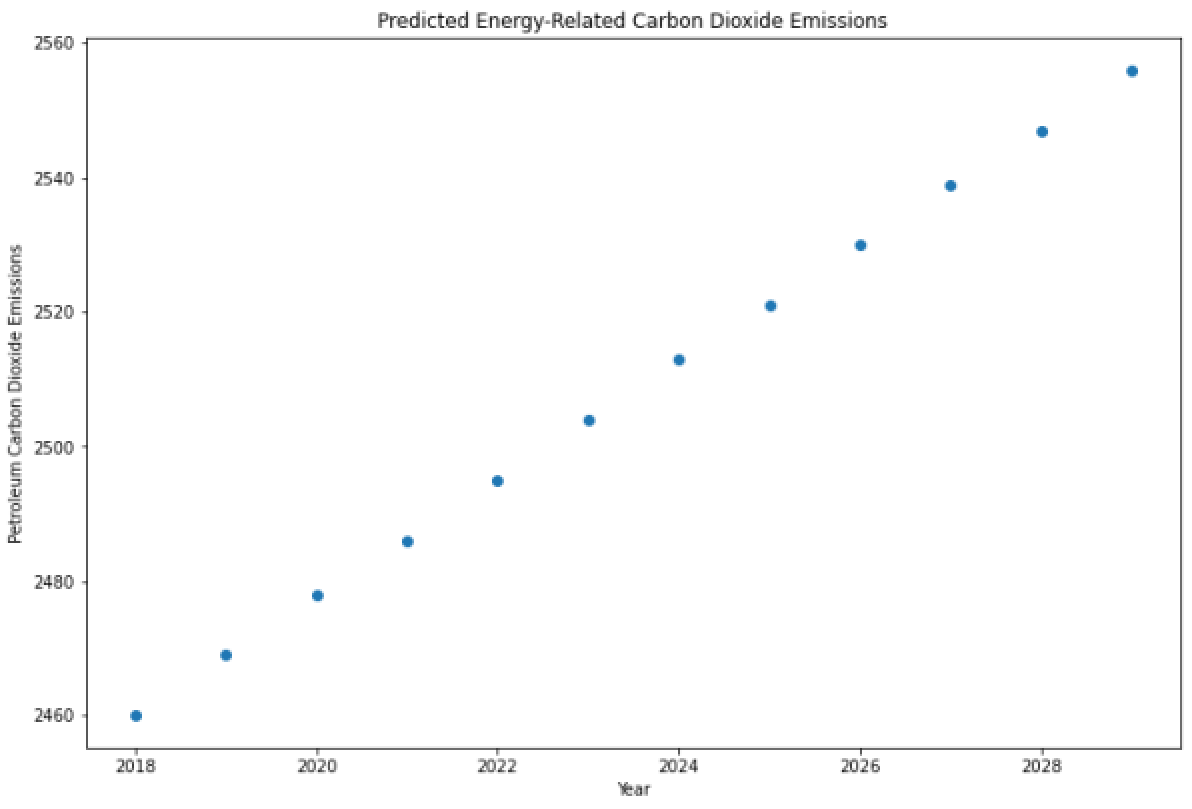 Predicted Energy-Related Carbon Dioxide Emissions
2560
2540
2520
2500
2480
2460
Petroleum Carbon Dioxide Emissions
2018 2020 2022 2024 2026 2028
Year